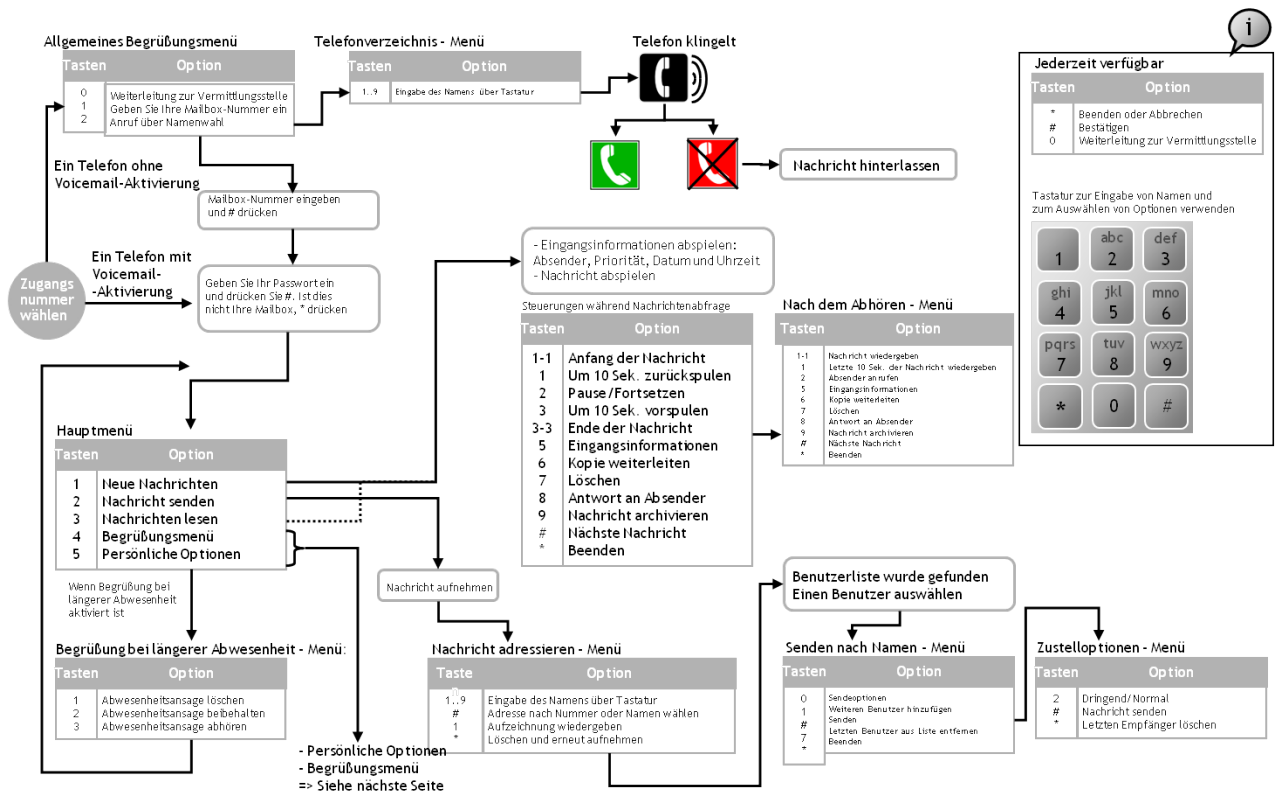 Allgemeines Begrüßungsmenü
Tasten Option
0 Weiterleitung zur Vermittlungsstelle
1 Geben Sie Ihre Mailbox-Nummer ein
2 Anruf über Namenwahl
Telefonverzeichnis - Menü
Tasten Option
1..9 Eingabe des Namens über Tastatur
Telefon klingelt
Nachricht hinterlassen
i
Jederzeit verfügbar
Tasten Option
* Beenden oder Abbrechen
# Bestätigen
0 Weiterleitung zur Vermittlungsstelle
Tastatur zur Eingabe von Namen und
zum Auswählen von Optionen verwenden
abc def
1 2 3
ghi jkl mno
4 5 6
pqrs tuv wxyz
7 8 9
* 0 #
Ein Telefon ohne
Voicemail-Aktivierung
Mailbox-Nummer eingeben
und # drücken
Zugangs
nummer
wählen
Ein Telefon mit
Voicemail-
-Aktivierung
Geben Sie Ihr Passwort ein
und drücken Sie #. Ist dies
nicht Ihre Mailbox, * drücken
- Eingangsinformationen abspielen:
Absender, Priorität, Datum und Uhrzeit
- Nachricht abspielen
Steuerungen während Nachrichtenabfrage
Tasten Option
1-1 Anfang der Nachricht
1 Um 10 Sek. zurückspulen
2 Pause/Fortsetzen
3 Um 10 Sek. vorspulen
3-3 Ende der Nachricht
5 Eingangsinformationen
6 Kopie weiterleiten
7 Löschen
8 Antwort an Absender
9 Nachricht archivieren
# Nächste Nachricht
* Beenden
Nach dem Abhören - Menü
Tasten Option
1-1 Nachricht wiedergeben
1 Letzte 10 Sek. der Nachricht wiedergeben
2 Absender anrufen
5 Eingangsinformationen
6 Kopie weiterleiten
7 Löschen
8 Antwort an Absender
9 Nachricht archivieren
# Nächste Nachricht
* Beenden
Hauptmenü
Tasten Option
1 Neue Nachrichten
2 Nachricht senden
3 Nachrichten lesen
4 Begrüßungsmenü
5 Persönliche Optionen
Wenn Begrüßung bei
längerer Abwesenheit
aktiviert ist
Begrüßung bei längerer Abwesenheit - Menü:
Tasten Option
1 Abwesenheitsansage löschen
2 Abwesenheitsansage beibehalten
3 Abwesenheitsansage abhören
- Persönliche Optionen
- Begrüßungsmenü
=> Siehe nächste Seite
Nachricht aufnehmen
Nachricht adressieren - Menü
Taste Option
n
1..9 Eingabe des Namens über Tastatur
# Adresse nach Nummer oder Namen wählen
1 Aufzeichnung wiedergeben
* Löschen und erneut aufnehmen
Benutzerliste wurde gefunden
Einen Benutzer auswählen
Senden nach Namen - Menü
Tasten Option
0 Sendeoptionen
1 Weiteren Benutzer hinzufügen
# Senden
7 Letzten Benutzer aus Liste entfernen
* Beenden
Zustelloptionen - Menü
Tasten Option
2 Dringend/Normal
# Nachricht senden
* Letzten Empfänger löschen